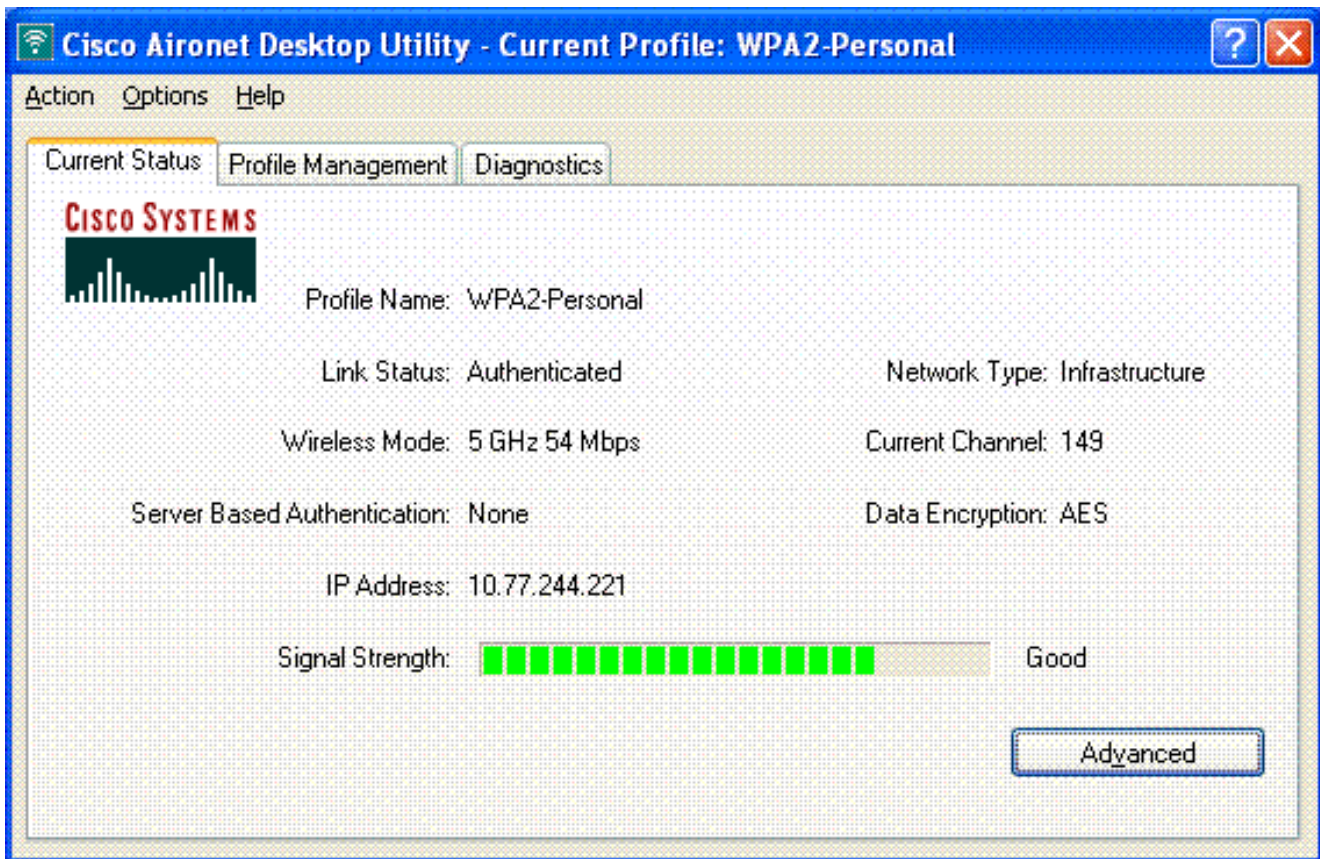 Cisco Aironet Desktop Utility - Current Profile: WPA2-Personal
?
Action Options Help
Current Status Profile Management Diagnostics
CISCO SYSTEMS
Profile Name: WPA2-Personal
Link Status: Authenticated Network Type: Infrastructure
Wireless Mode: 5 GHz 54 Mbps Current Channel: 149
Server Based Authentication: None Data Encryption: AES
IP Address: 10.77.244.221
Signal Strength: Good
Advanced